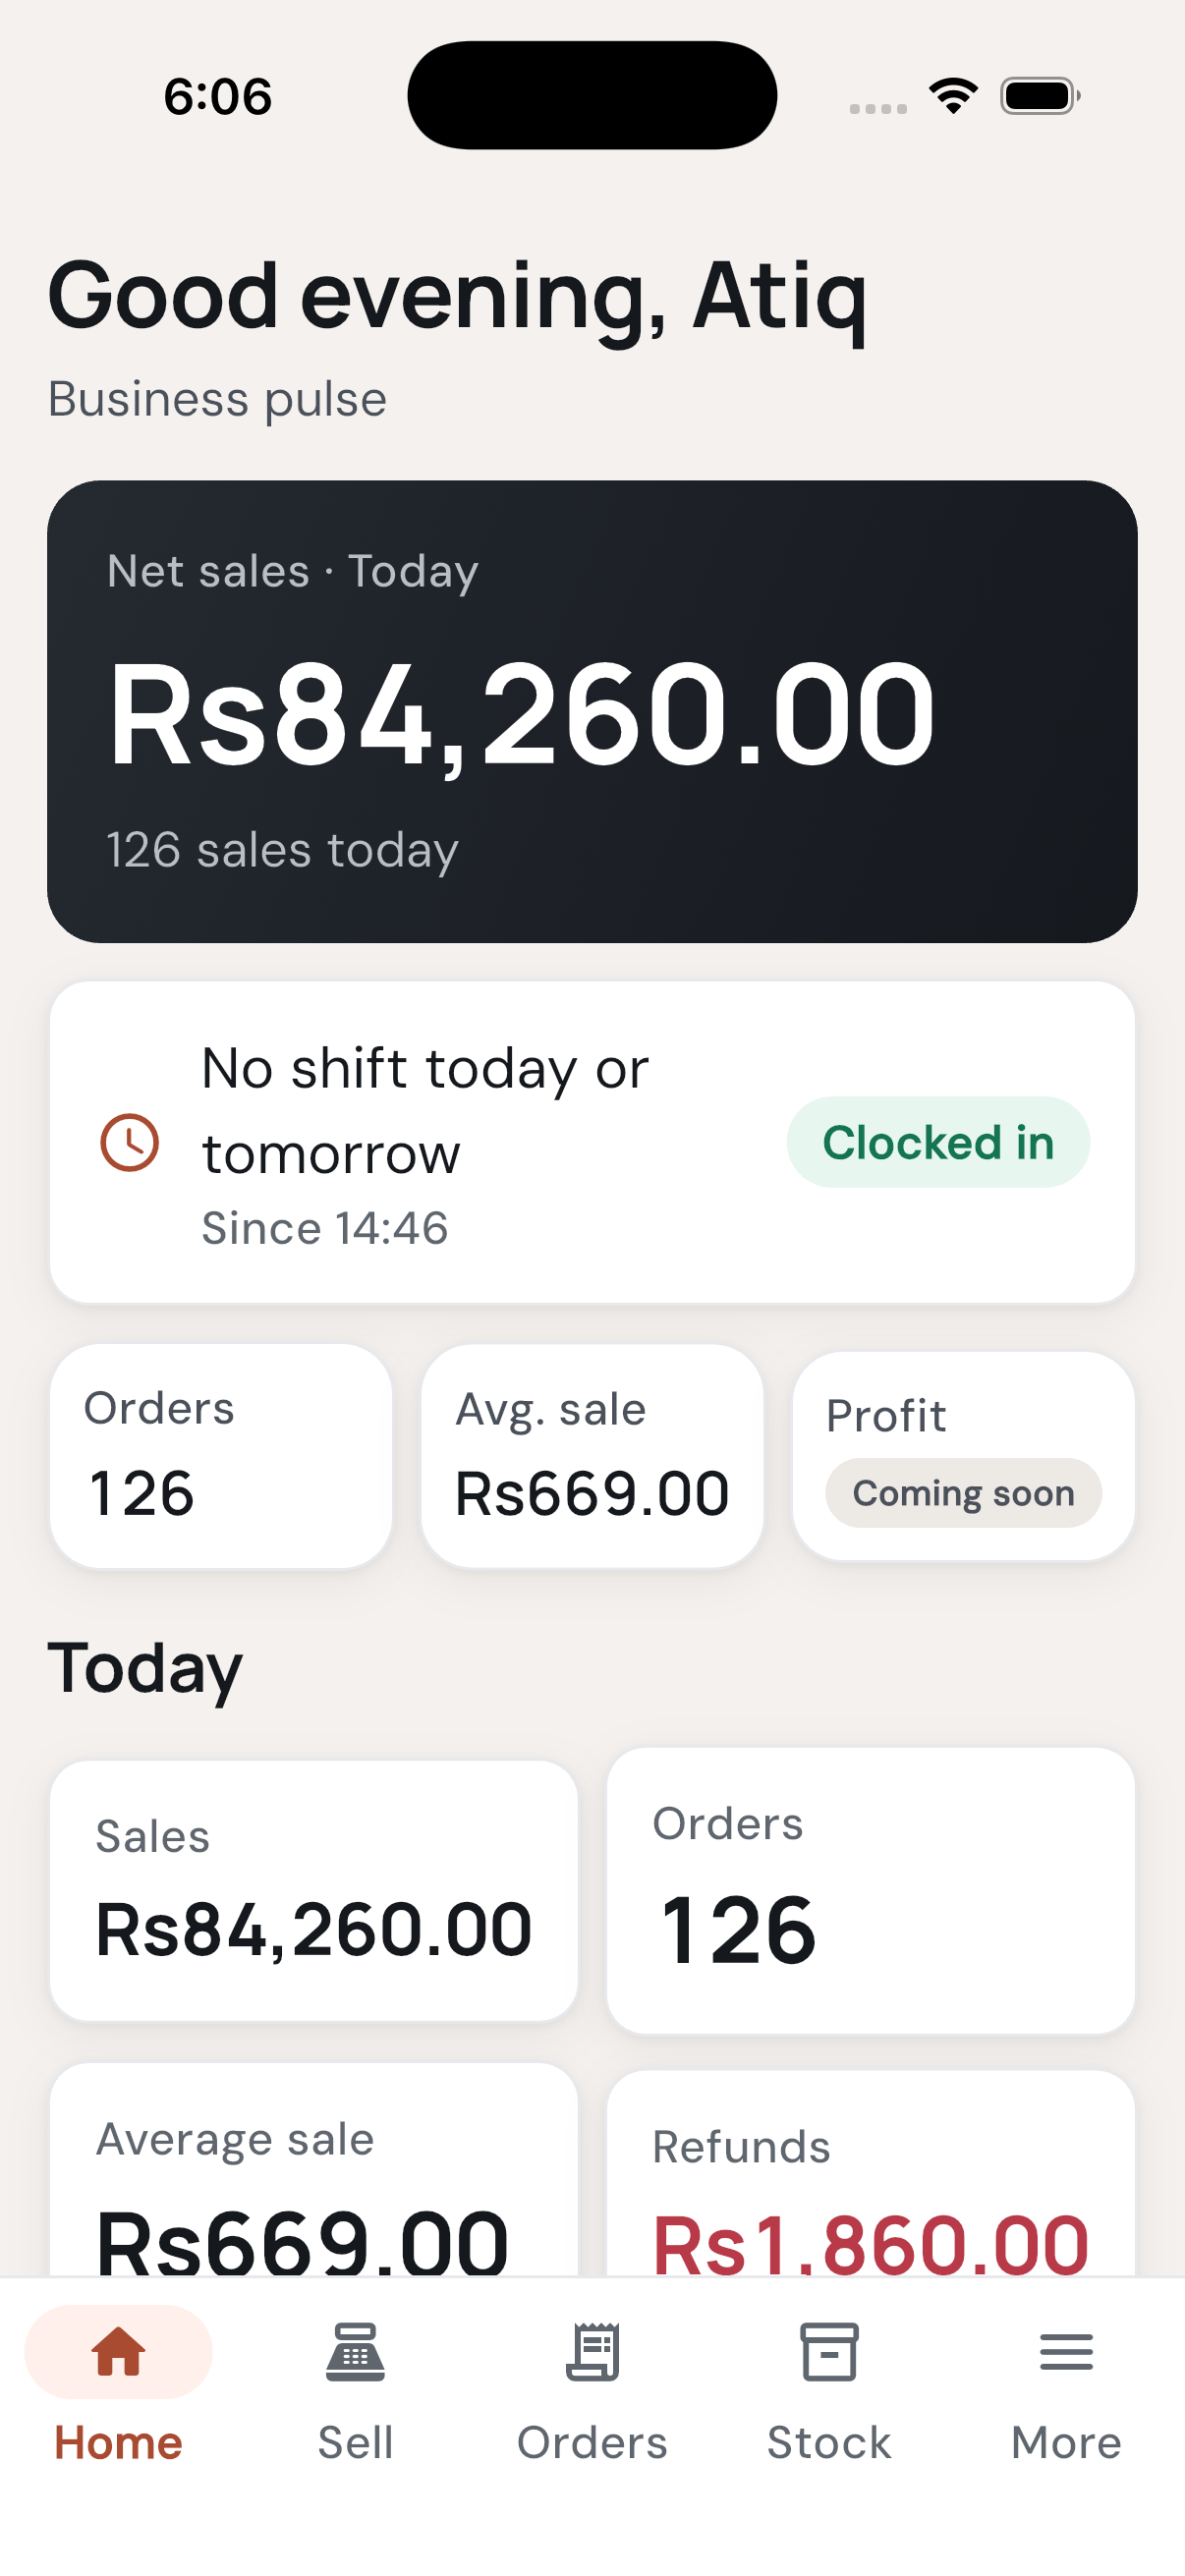 6:06
Good evening, Atiq
Business pulse
Net sales · Today
Rs84,260.00
126 sales today
No shift today or
tomorrow
Since 14:46
Clocked in
Orders
126
Avg. sale
Rs669.00
Profit
Coming soon
Today
Sales
Rs84,260.00
Orders
126
Average sale
Rs669.00
Refunds
Rs1,860.00
Home
Sell
Orders
Stock
More